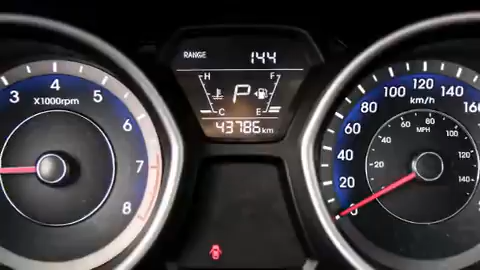 RANGE 144
H F
P
C E
43786 km
3 4 5 6 7 8
X1000rpm
20 40 60 80 100 120 140 160
km/h
20 40 60 80 100 120 140
MPH